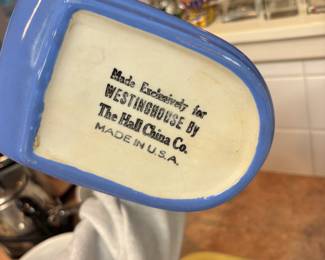 Made Exclusively for
WESTINGHOUSE BY
The Hall China Co.
MADE IN U.S.A.